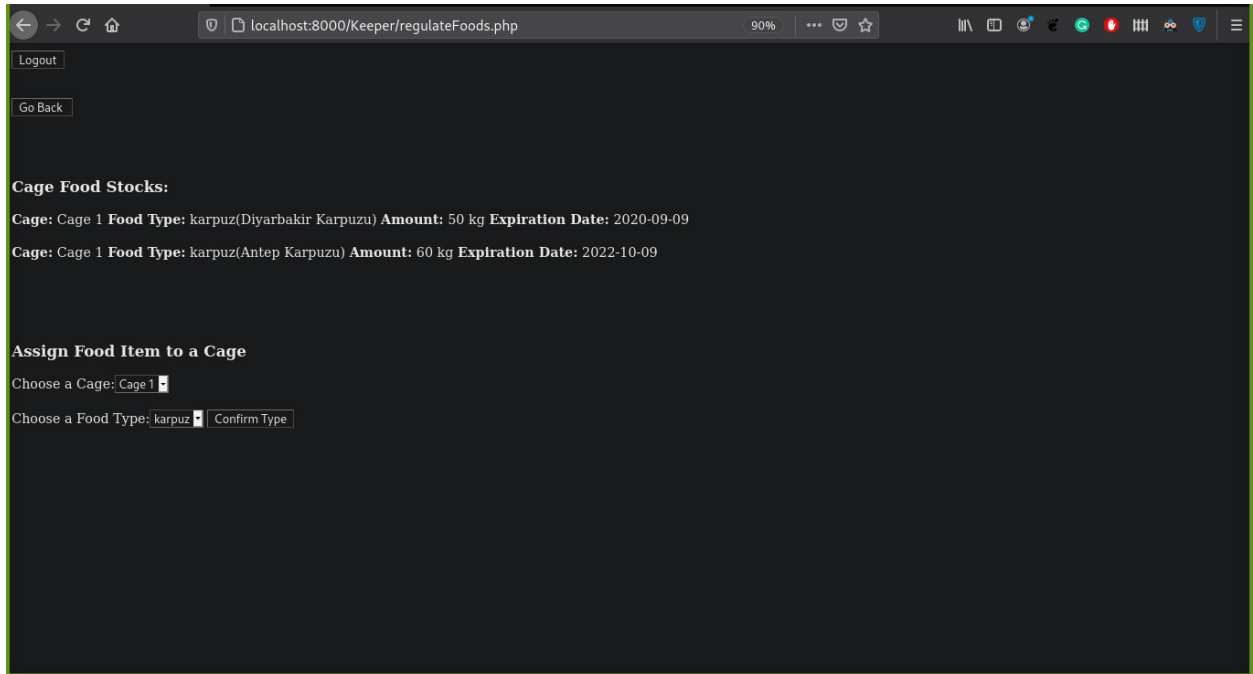 localhost:8000/Keeper/regulateFoods.php 90%
Logout
Go Back
Cage Food Stocks:
Cage: Cage 1 Food Type: karpuz(Diyarbakir Karpuzu) Amount: 50 kg Expiration Date: 2020-09-09
Cage: Cage 1 Food Type: karpuz(Antep Karpuzu) Amount: 60 kg Expiration Date: 2022-10-09
Assign Food Item to a Cage
Choose a Cage: Cage 1
Choose a Food Type: karpuz Confirm Type